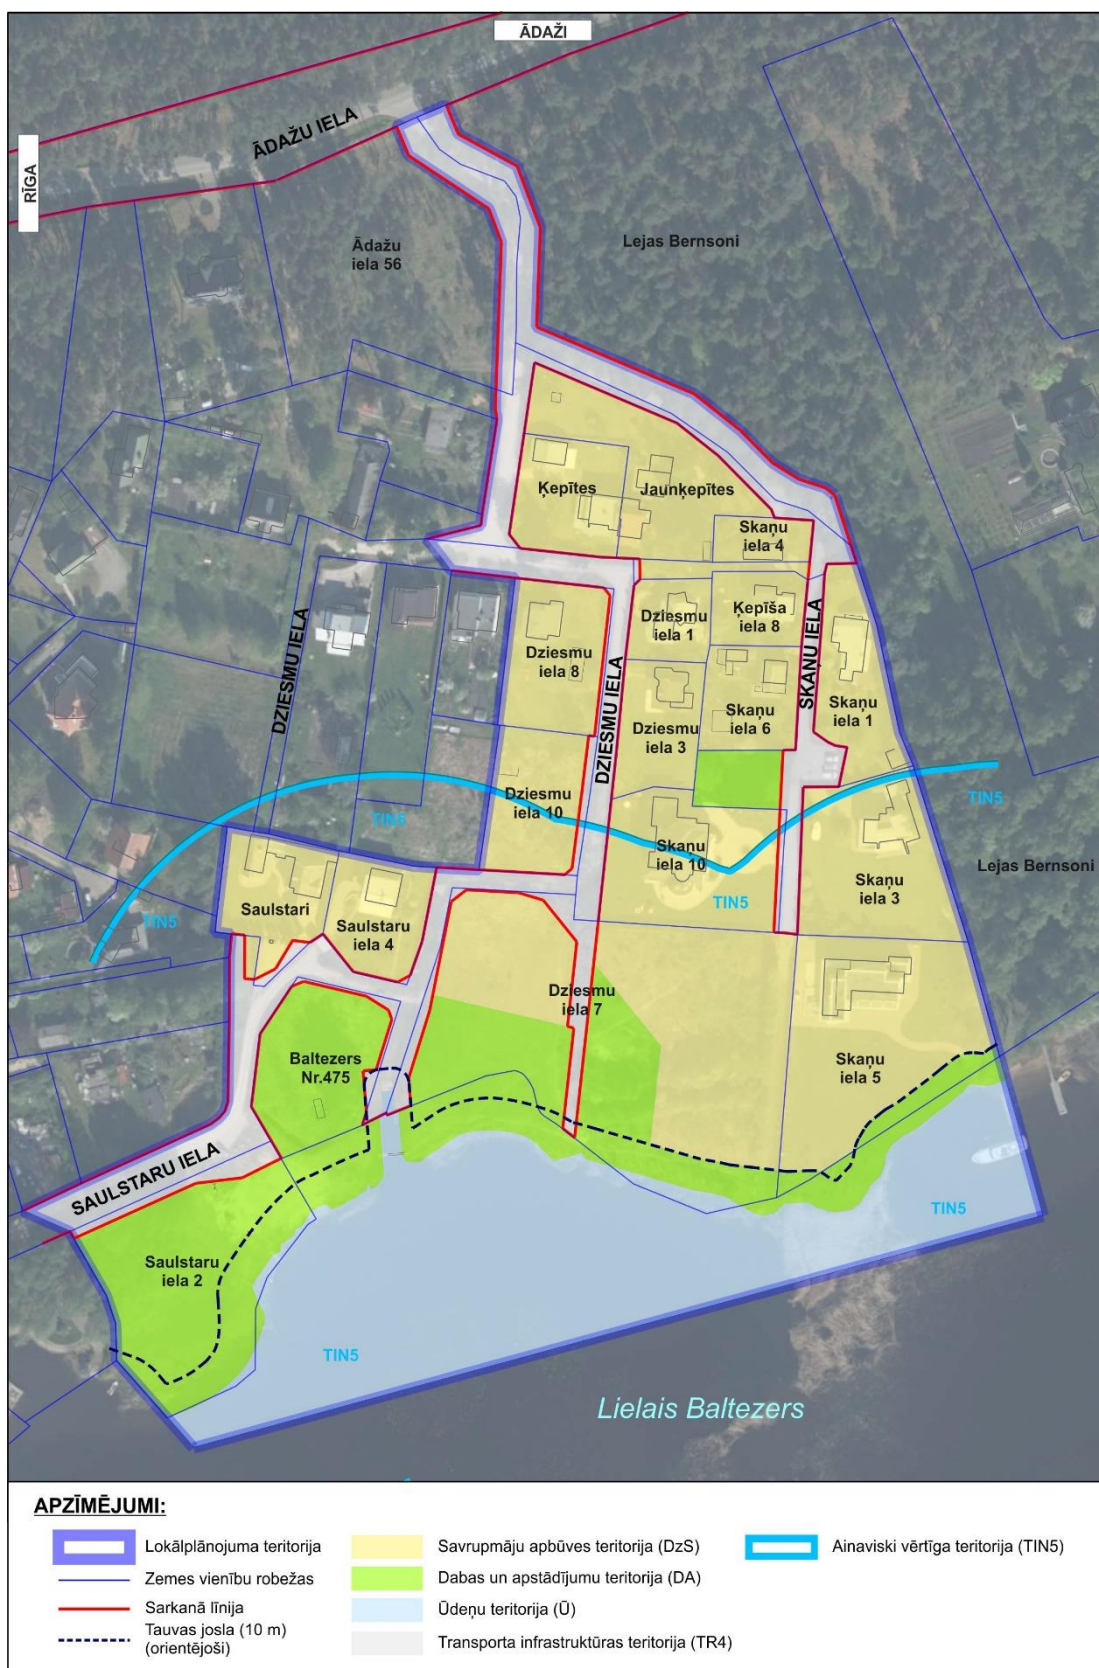 ĀDAŽI
RĪGA
ĀDAŽU IELA
Ādažu
iela 56
Lejas Bernsoni
Ķepītes
Jaunķepītes
Skaņu
iela 4
Dziesmu
iela 1
Ķepīša
iela 8
SKAŅU IELA
DZIESMU IELA
Dziesmu
iela 8
DZIESMU IELA
Skaņu
iela 6
Skaņu
iela 1
Dziesmu
iela 3
TIN5
TIN5
Dziesmu
iela 10
Skaņu
iela 10
Lejas Bernsoni
Skaņu
iela 3
TIN5
TIN5
Saulstari
Saulstaru
iela 4
Dziesmu
iela 7
Baltezers
Nr.475
Skaņu
iela 5
SAULSTARU IELA
TIN5
Saulstaru
iela 2
TIN5
Lielais Baltezers
APZĪMĒJUMI:
Lokālplānojuma teritorija
Zemes vienību robežas
Sarkanā līnija
Tauvas josla (10 m)
(orientējoši)
Savrupmāju apbūves teritorija (DzS)
Dabas un apstādījumu teritorija (DA)
Ūdeņu teritorija (Ū)
Transporta infrastruktūras teritorija (TR4)
Ainaviski vērtīga teritorija (TIN5)